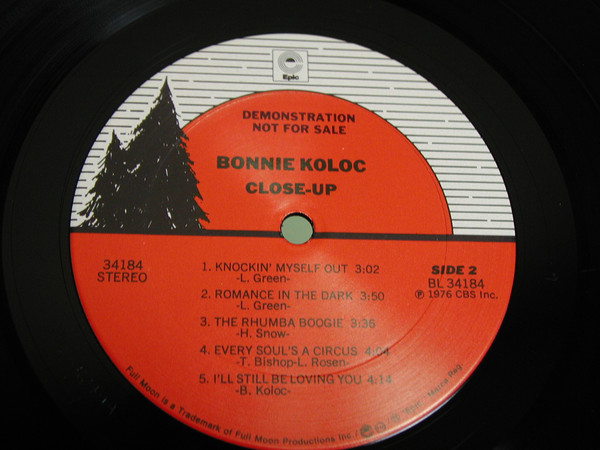 Epic
DEMONSTRATION
NOT FOR SALE
BONNIE KOLOC
CLOSE-UP
34184
STEREO
SIDE 2
BL 34184
Ⓟ 1976 CBS Inc.
1. KNOCKIN' MYSELF OUT 3:02
-L. Green-
2. ROMANCE IN THE DARK 3:50
-L. Green-
3. THE RHUMBA BOOGIE 3:36
-H. Snow-
4. EVERY SOUL'S A CIRCUS 4:04
-T. Bishop-L. Rosen-
5. I'LL STILL BE LOVING YOU 4:14
-B. Koloc-
Full Moon is a Trademark of Full Moon Productions Inc./
"Epic," Marca Reg.